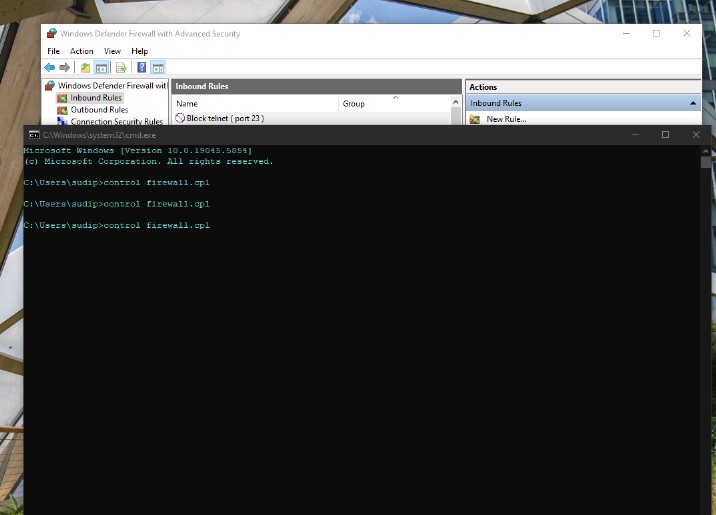 Windows Defender Firewall with Advanced Security
File Action View Help
Windows Defender Firewall wit
Inbound Rules
Outbound Rules
Connection Security Rules
Inbound Rules
Name Group
Block telnet ( port 23 )
Actions
Inbound Rules
New Rule...
C:\Windows\system32\cmd.exe
Microsoft Windows [Version 10.0.19045.5854]
(c) Microsoft Corporation. All rights reserved.
C:\Users\sudip>control firewall.cpl
C:\Users\sudip>control firewall.cpl
C:\Users\sudip>control firewall.cpl